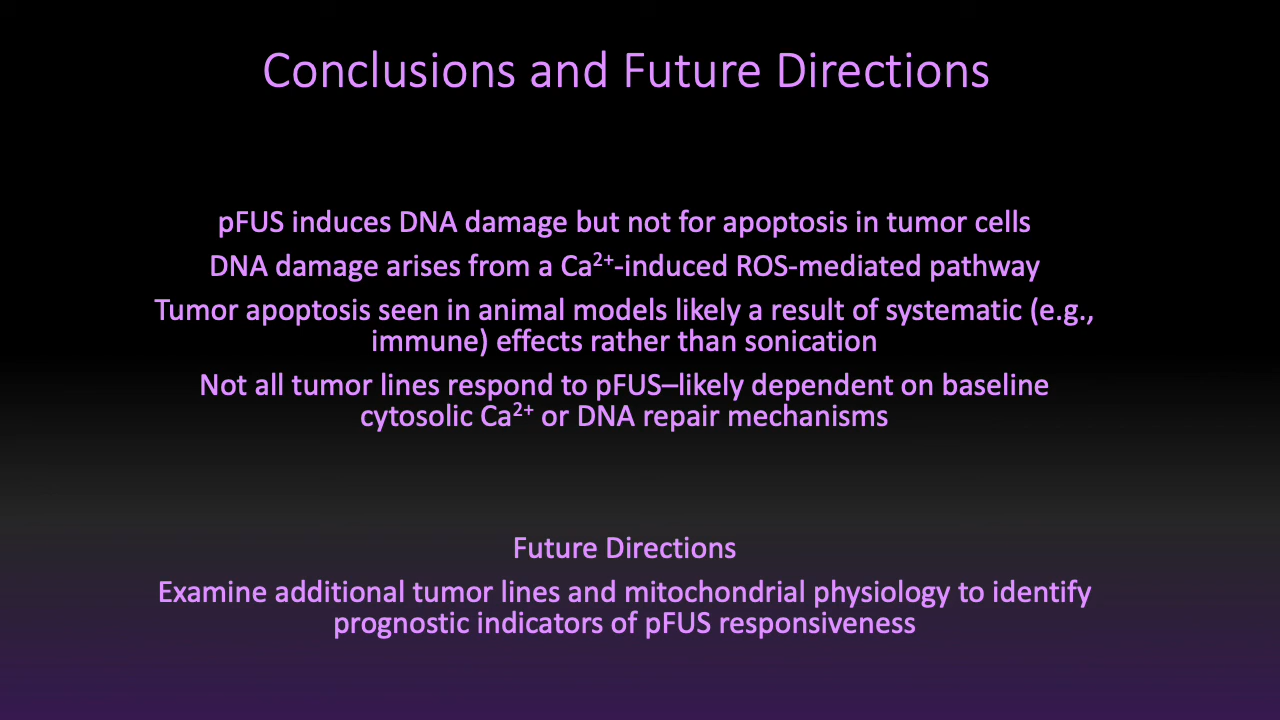 Conclusions and Future Directions
pFUS induces DNA damage but not for apoptosis in tumor cells
DNA damage arises from a Ca²⁺-induced ROS-mediated pathway
Tumor apoptosis seen in animal models likely a result of systematic (e.g.,
immune) effects rather than sonication
Not all tumor lines respond to pFUS–likely dependent on baseline
cytosolic Ca²⁺ or DNA repair mechanisms
Future Directions
Examine additional tumor lines and mitochondrial physiology to identify
prognostic indicators of pFUS responsiveness